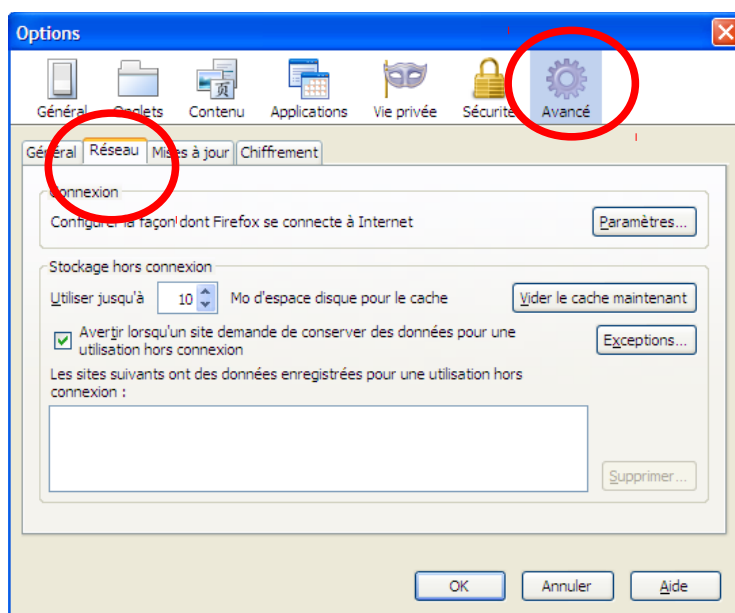 Options
Général Onglets Contenu Applications Vie privée Sécurité Avancé
Général Réseau Mises à jour Chiffrement
Connexion
Configurer la façon dont Firefox se connecte à Internet Paramètres...
Stockage hors connexion
Utiliser jusqu'à 10 Mo d'espace disque pour le cache Vider le cache maintenant
Avertir lorsqu'un site demande de conserver des données pour une
utilisation hors connexion
Exceptions...
Les sites suivants ont des données enregistrées pour une utilisation hors
connexion :
Supprimer...
OK Annuler Aide